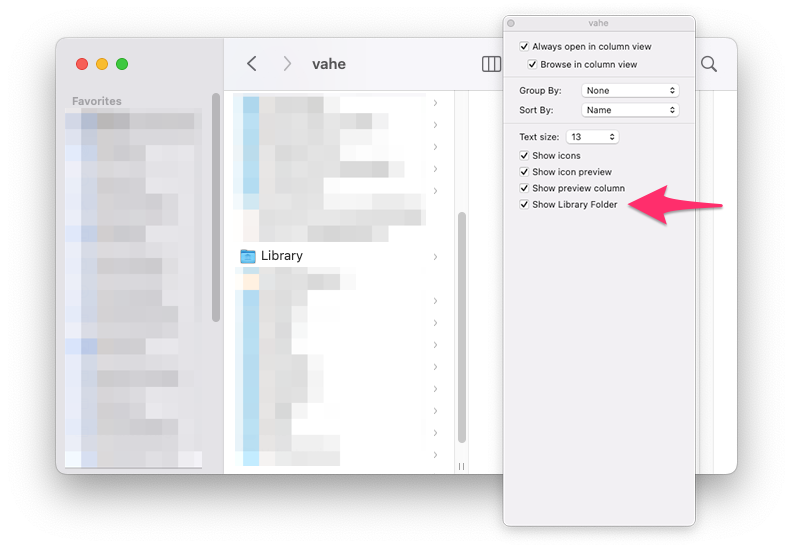 vahe
Favorites
Library
vahe
Always open in column view
Browse in column view
Group By: None
Sort By: Name
Text size: 13
Show icons
Show icon preview
Show preview column
Show Library Folder